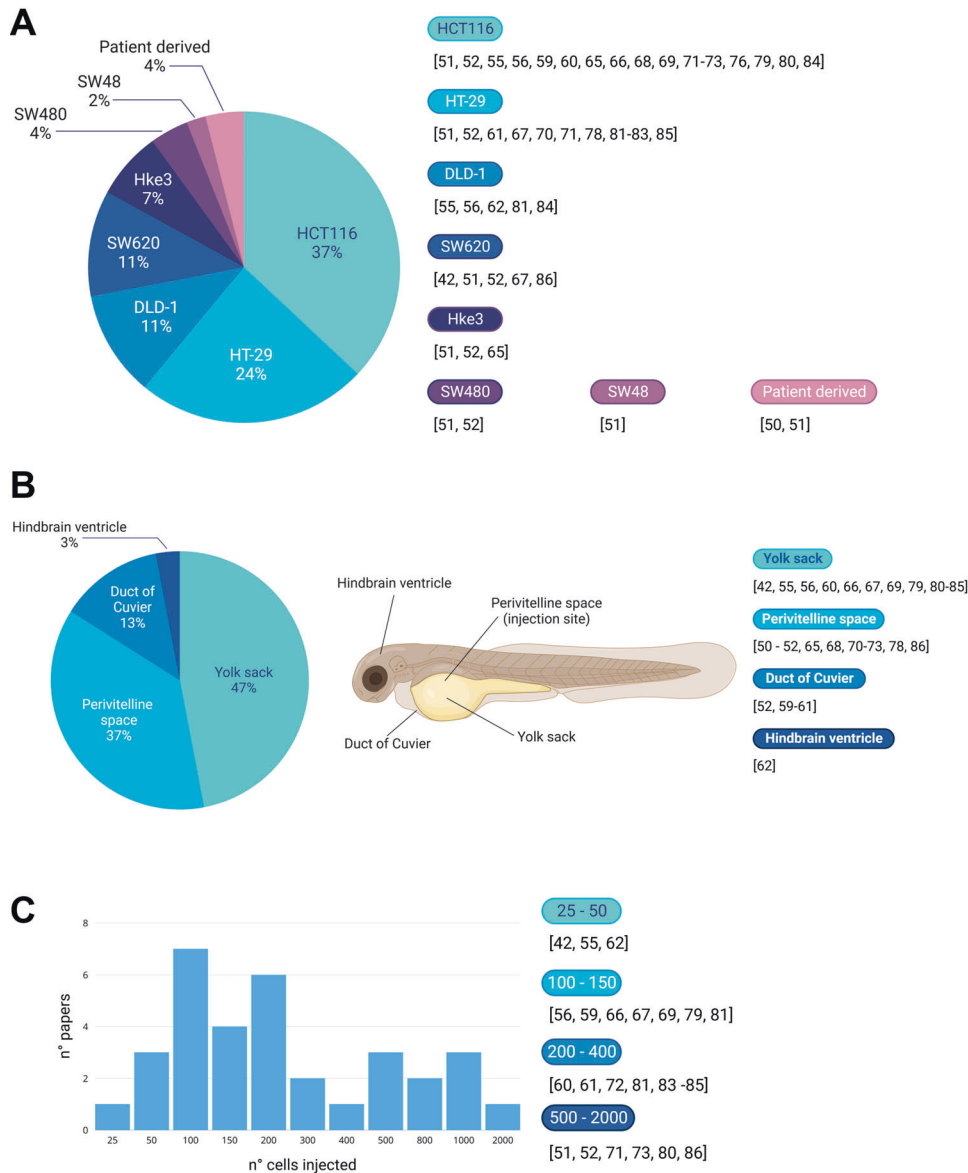 A
Patient derived
4%
SW48
2%
SW480
4%
Hke3
7%
SW620
11%
DLD-1
11%
HT-29
24%
HCT116
37%
HCT116
[51, 52, 55, 56, 59, 60, 65, 66, 68, 69, 71-73, 76, 79, 80, 84]
HT-29
[51, 52, 61, 67, 70, 71, 78, 81-83, 85]
DLD-1
[55, 56, 62, 81, 84]
SW620
[42, 51, 52, 67, 86]
Hke3
[51, 52, 65]
SW480
[51, 52]
SW48
[51]
Patient derived
[50, 51]
B
Hindbrain ventricle
3%
Duct of
Cuvier
13%
Perivitelline
space
37%
Yolk sack
47%
Hindbrain ventricle
Perivitelline space
(injection site)
Duct of Cuvier
Yolk sack
Yolk sack
[42, 55, 56, 60, 66, 67, 69, 79, 80-85]
Perivitelline space
[50 - 52, 65, 68, 70-73, 78, 86]
Duct of Cuvier
[52, 59-61]
Hindbrain ventricle
[62]
C
n° papers
8
6
4
2
0
25 50 100 150 200 300 400 500 800 1000 2000
n° cells injected
25 - 50
[42, 55, 62]
100 - 150
[56, 59, 66, 67, 69, 79, 81]
200 - 400
[60, 61, 72, 81, 83 -85]
500 - 2000
[51, 52, 71, 73, 80, 86]